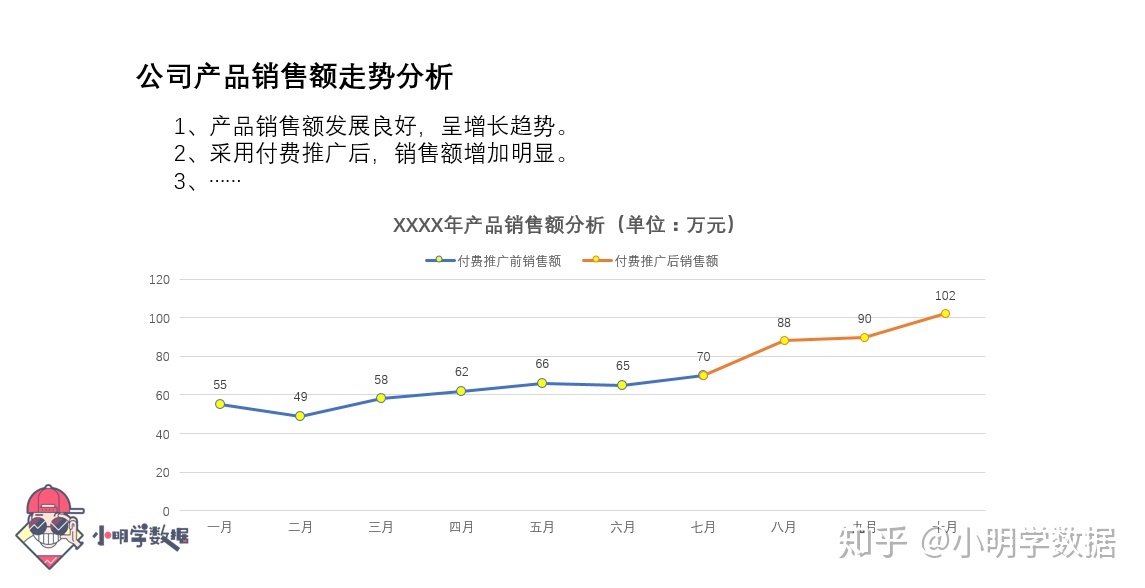 公司产品销售额走势分析
1、产品销售额发展良好，呈增长趋势。
2、采用付费推广后，销售额增加明显。
3、……
XXXX年产品销售额分析（单位：万元）
付费推广前销售额 付费推广后销售额
120
100
80
60
40
20
0
55 49 58 62 66 65 70 88 90 102
一月 二月 三月 四月 五月 六月 七月 八月 九月 十月
小明学数据
知乎 @小明学数据